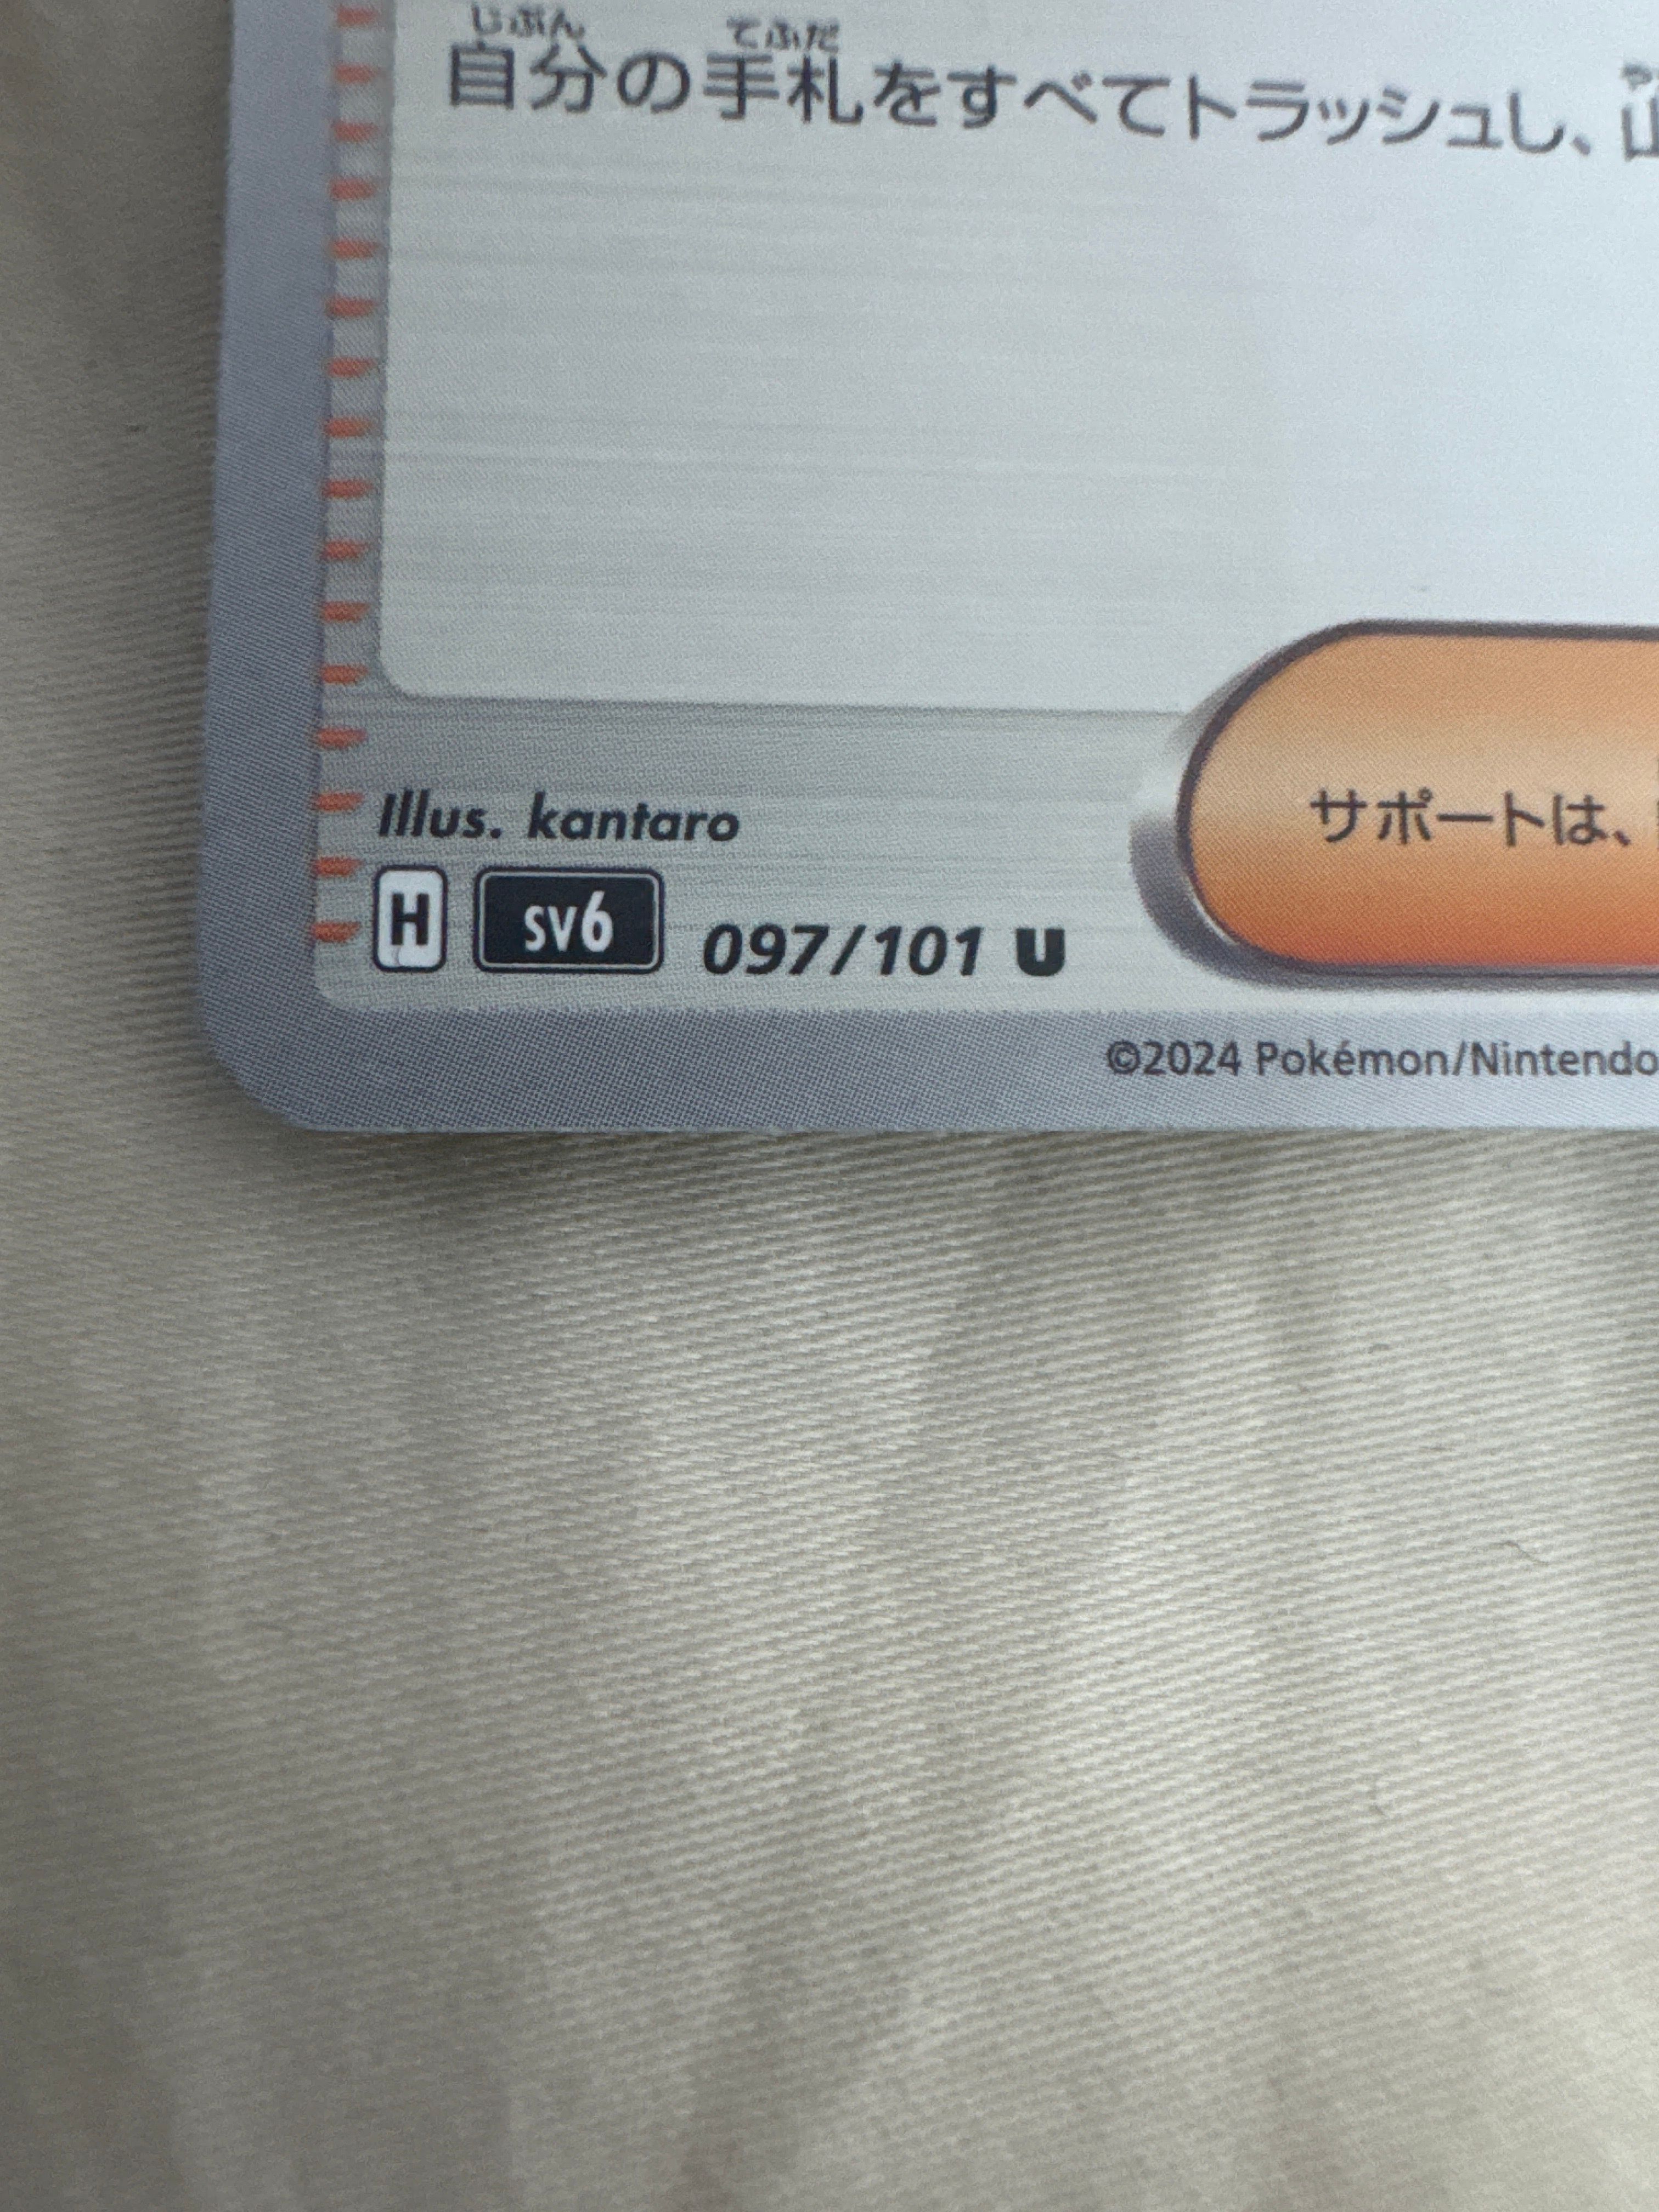 じぶん てふだ
自分の手札をすべてトラッシュし、
Illus. kantaro
H sv6 097/101 U
サポートは、
©2024 Pokémon/Nintendo